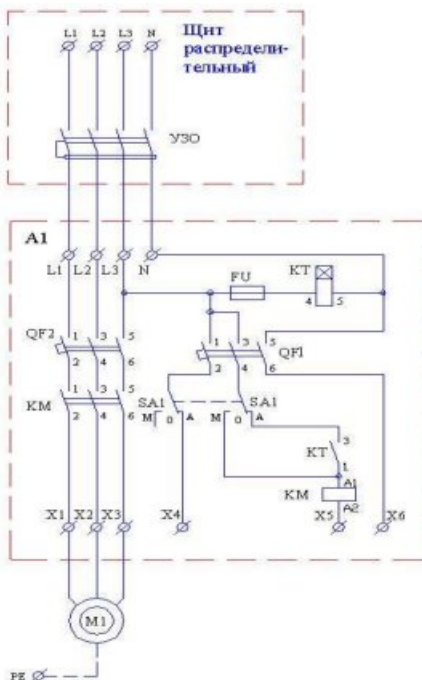 L1 L2 L3 N
Щит
распредели-
тельный
УЗО
A1
L1 L2 L3 N
FU
KT
4 5
QF2
1 3 5
2 4 6
1 3 5
2 4 6
QF1
KM
1 3 5
2 4 6
SA1
SA1
M 0 A
M 0 A
3
KT
1
KM
A1
A2
X1 X2 X3
X4
X5
X6
M1
PE